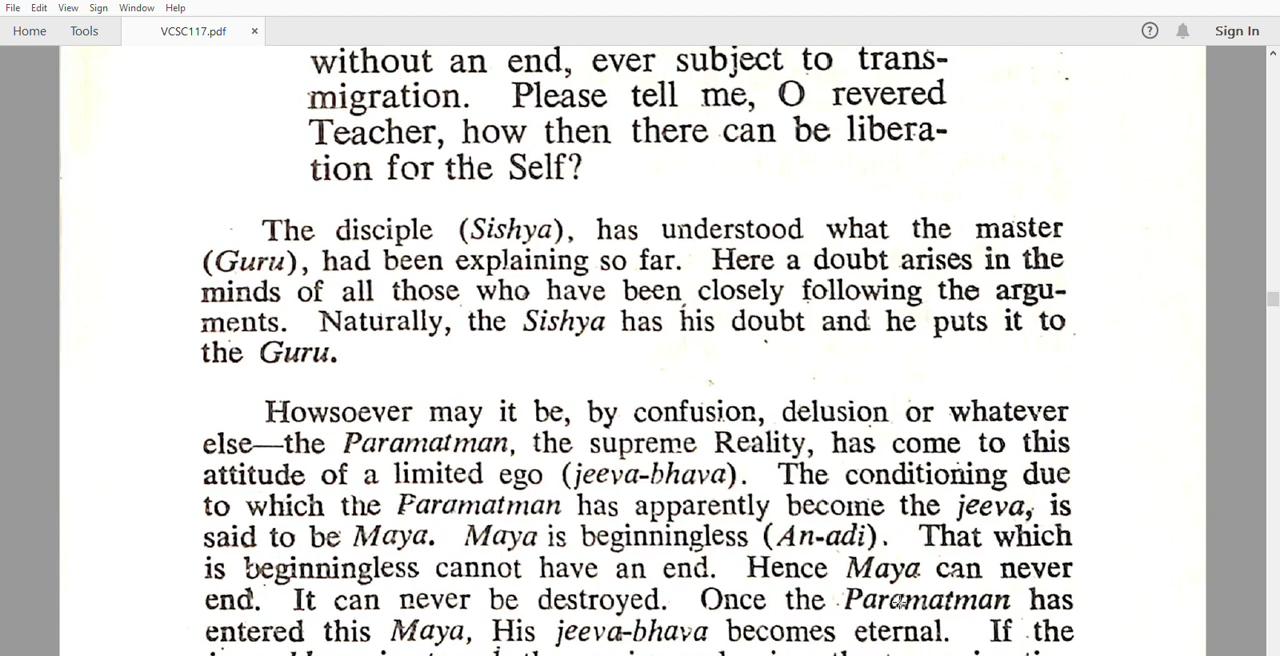 File Edit View Sign Window Help
Home Tools VCSC117.pdf × ? Sign In
without an end, ever subject to trans-
migration. Please tell me, O revered
Teacher, how then there can be libera-
tion for the Self?
The disciple (Sishya), has understood what the master
(Guru), had been explaining so far. Here a doubt arises in the
minds of all those who have been closely following the argu-
ments. Naturally, the Sishya has his doubt and he puts it to
the Guru.
Howsoever may it be, by confusion, delusion or whatever
else—the Paramatman, the supreme Reality, has come to this
attitude of a limited ego (jeeva-bhava). The conditioning due
to which the Paramatman has apparently become the jeeva, is
said to be Maya. Maya is beginningless (An-adi). That which
is beginningless cannot have an end. Hence Maya can never
end. It can never be destroyed. Once the Paramatman has
entered this Maya, His jeeva-bhava becomes eternal. If the